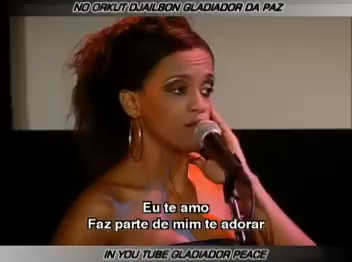 NO ORKUT DJAILSON GLADIADOR DA PAZ
Eu te amo
Faz parte de mim te adorar
IN YOU TUBE GLADIADOR PEACE